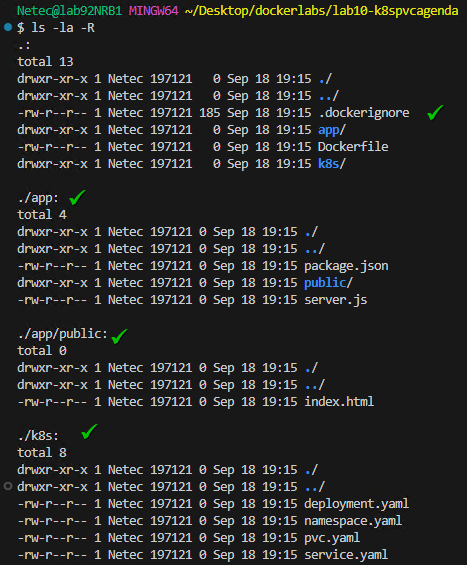 Netec@lab92NRB1 MINGW64 ~/Desktop/dockerlabs/lab10-k8spvcagenda
$ ls -la -R
.:
total 13
drwxr-xr-x 1 Netec 197121   0 Sep 18 19:15 ./
drwxr-xr-x 1 Netec 197121   0 Sep 18 19:15 ../
-rw-r--r-- 1 Netec 197121 185 Sep 18 19:15 .dockerignore
drwxr-xr-x 1 Netec 197121   0 Sep 18 19:15 app/
-rw-r--r-- 1 Netec 197121   0 Sep 18 19:15 Dockerfile
drwxr-xr-x 1 Netec 197121   0 Sep 18 19:15 k8s/
./app:
total 4
drwxr-xr-x 1 Netec 197121 0 Sep 18 19:15 ./
drwxr-xr-x 1 Netec 197121 0 Sep 18 19:15 ../
-rw-r--r-- 1 Netec 197121 0 Sep 18 19:15 package.json
drwxr-xr-x 1 Netec 197121 0 Sep 18 19:15 public/
-rw-r--r-- 1 Netec 197121 0 Sep 18 19:15 server.js
./app/public:
total 0
drwxr-xr-x 1 Netec 197121 0 Sep 18 19:15 ./
drwxr-xr-x 1 Netec 197121 0 Sep 18 19:15 ../
-rw-r--r-- 1 Netec 197121 0 Sep 18 19:15 index.html
./k8s:
total 8
drwxr-xr-x 1 Netec 197121 0 Sep 18 19:15 ./
drwxr-xr-x 1 Netec 197121 0 Sep 18 19:15 ../
-rw-r--r-- 1 Netec 197121 0 Sep 18 19:15 deployment.yaml
-rw-r--r-- 1 Netec 197121 0 Sep 18 19:15 namespace.yaml
-rw-r--r-- 1 Netec 197121 0 Sep 18 19:15 pvc.yaml
-rw-r--r-- 1 Netec 197121 0 Sep 18 19:15 service.yaml